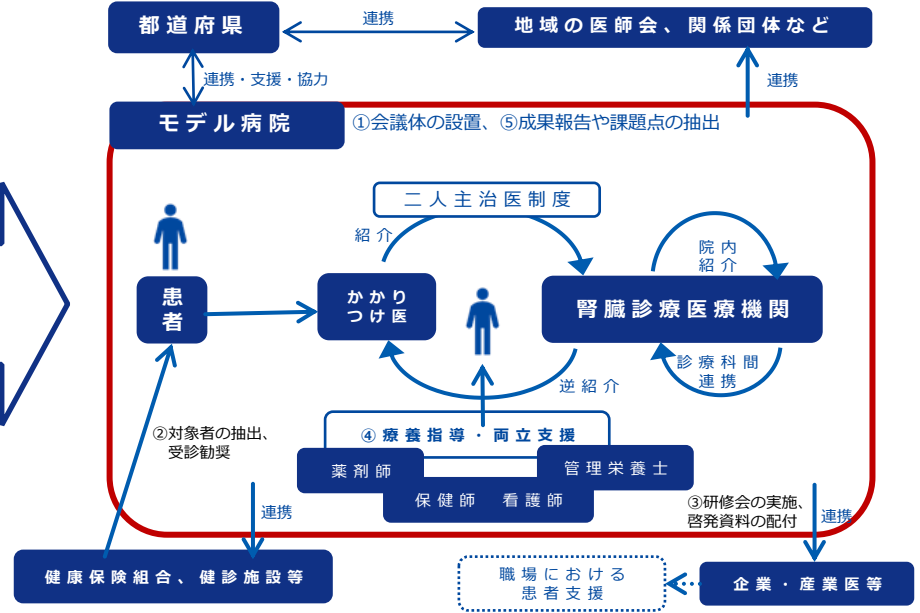 都道府県
連携
地域の医師会、関係団体など
連携・支援・協力
連携
モデル病院
①会議体の設置、⑤成果報告や課題点の抽出
二人主治医制度
紹介
院内
紹介
患
者
かかり
つけ医
腎臓診療医療機関
診療科間
連携
逆紹介
②対象者の抽出、
受診勧奨
④療養指導・両立支援
薬剤師
管理栄養士
保健師 看護師
③研修会の実施、
啓発資料の配付
連携
連携
健康保険組合、健診施設等
職場における
患者支援
企業・産業医等